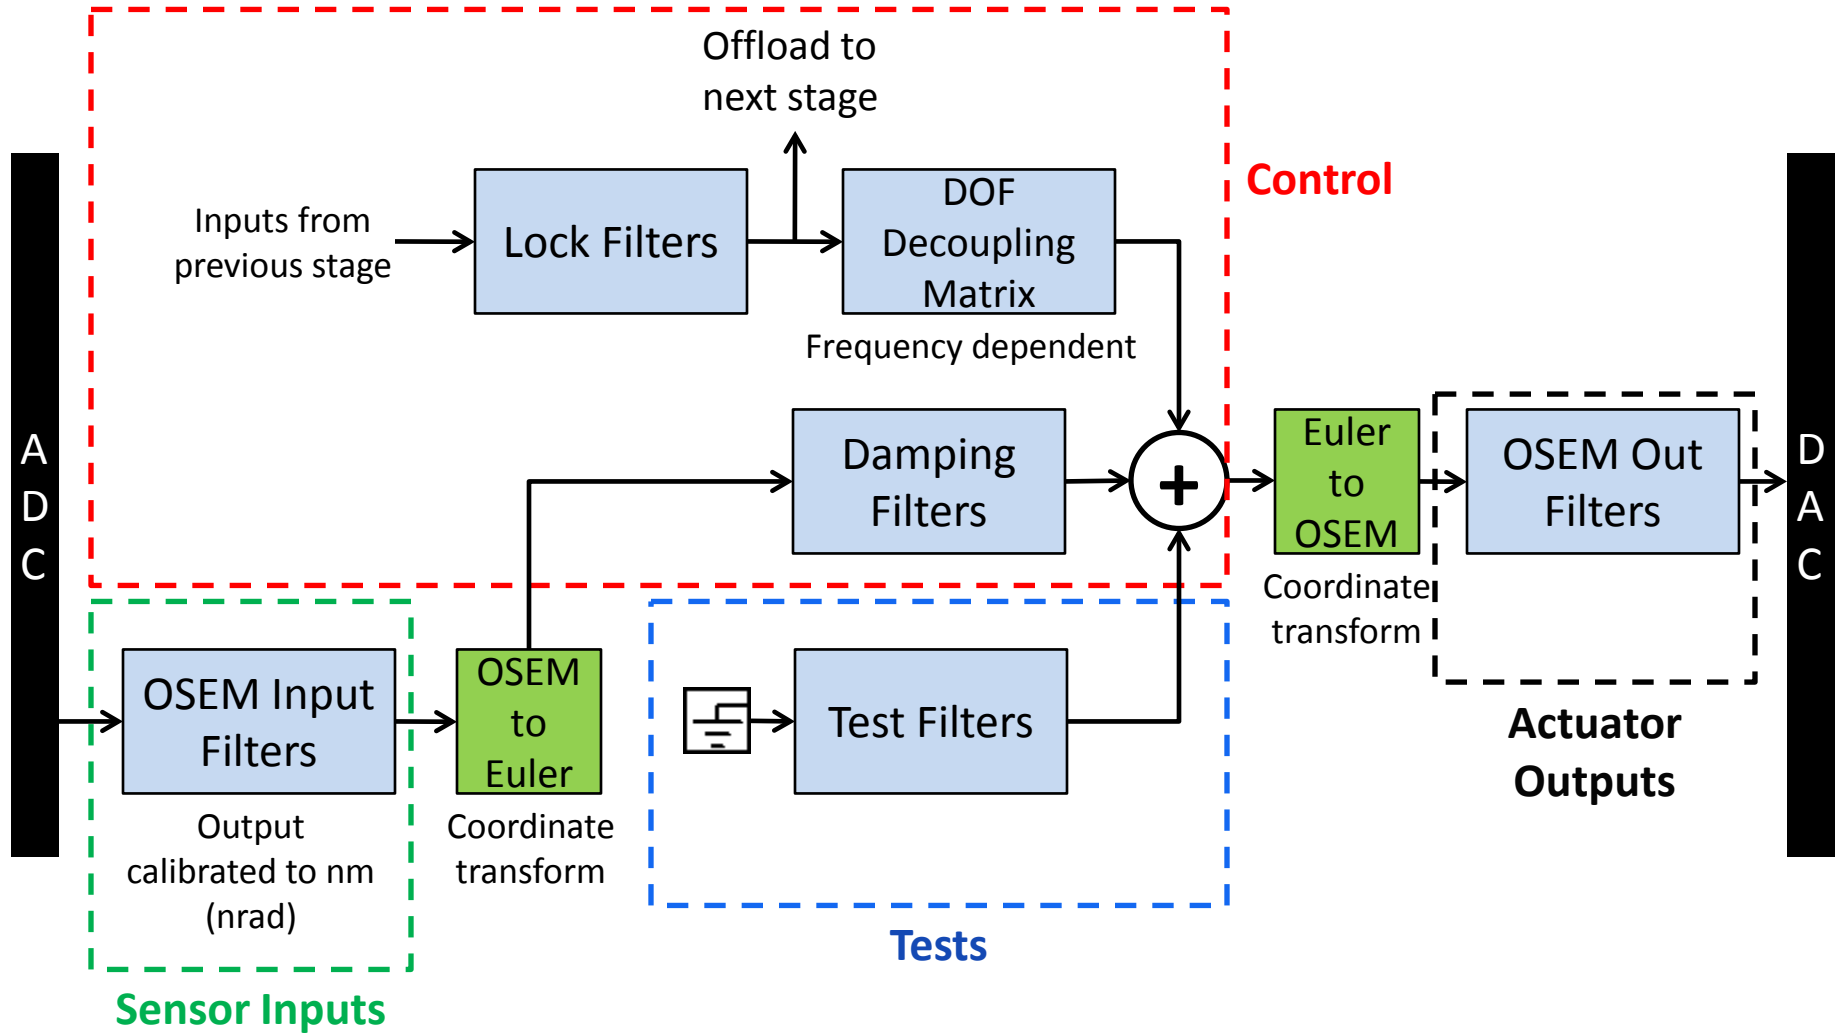 Offload to
next stage
Control
Inputs from
previous stage
Lock Filters
DOF
Decoupling
Matrix
Frequency dependent
A
D
C
Damping
Filters
+
Euler
to
OSEM
Coordinate
transform
OSEM Out
Filters
D
A
C
OSEM Input
Filters
Output
calibrated to nm
(nrad)
OSEM
to
Euler
Coordinate
transform
Test Filters
Actuator
Outputs
Tests
Sensor Inputs